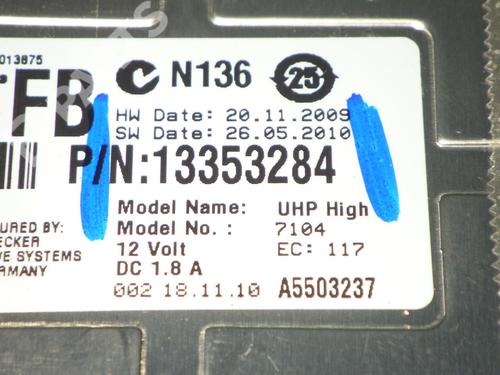 013875
FB
N136
25
HW Date: 20.11.2009
SW Date: 26.05.2010
P/N:13353284
URED BY:
Model Name: UHP High
ECKER
Model No. : 7104
VE SYSTEMS
12 Volt EC: 117
ERMANY
DC 1.8 A
002 18.11.10 A5503237